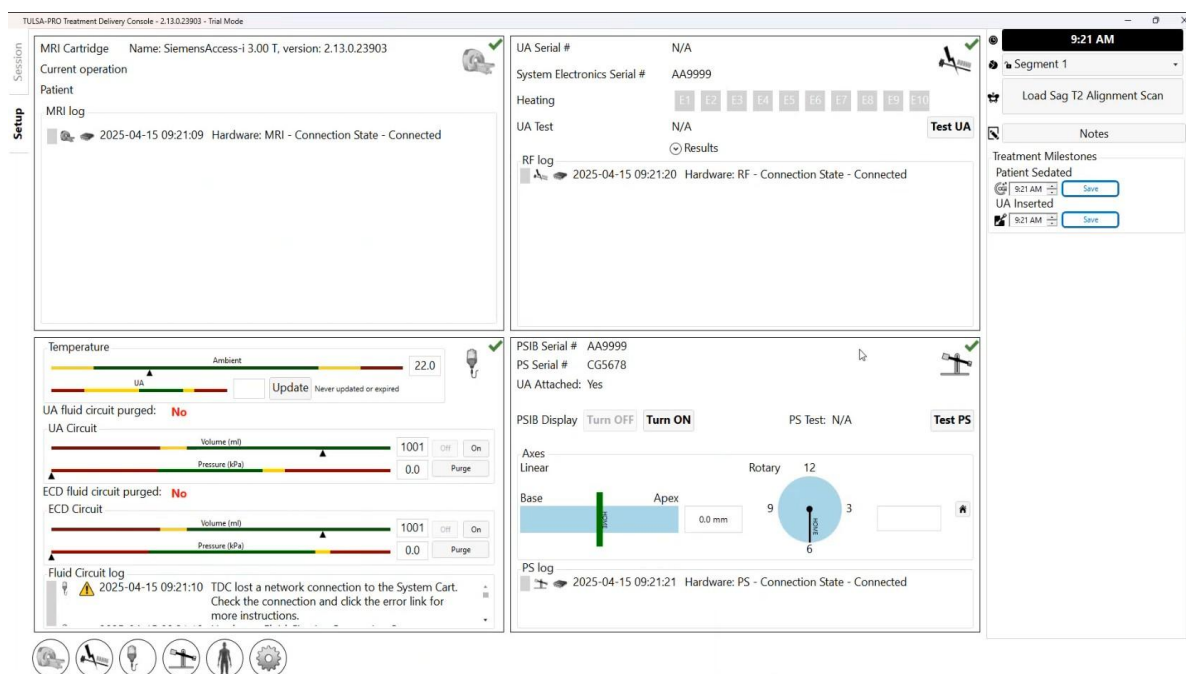 TULSA-PRO Treatment Delivery Console - 2.13.0.23903 - Trial Mode
Session
Setup
MRI Cartridge Name: SiemensAccess-i 3.00 T, version: 2.13.0.23903
Current operation
Patient
MRI log
2025-04-15 09:21:09 Hardware: MRI - Connection State - Connected
UA Serial # N/A
System Electronics Serial # AA9999
Heating E1 E2 E3 E4 E5 E6 E7 E8 E9 E10
UA Test N/A Test UA
Results
RF log
2025-04-15 09:21:20 Hardware: RF - Connection State - Connected
Temperature
Ambient
22.0
UA
Update Never updated or expired
UA fluid circuit purged: No
UA Circuit
Volume (ml)
1001 Off On
Pressure (kPa)
0.0 Purge
ECD fluid circuit purged: No
ECD Circuit
Volume (ml)
1001 Off On
Pressure (kPa)
0.0 Purge
Fluid Circuit log
2025-04-15 09:21:10 TDC lost a network connection to the System Cart.
Check the connection and click the error link for
more instructions.
PSIB Serial # AA9999
PS Serial # CG5678
UA Attached: Yes
PSIB Display Turn OFF Turn ON PS Test: N/A Test PS
Axes
Linear
Base Apex
HOME
0.0 mm
Rotary 12
9 3
HOME
6
PS log
2025-04-15 09:21:21 Hardware: PS - Connection State - Connected
9:21 AM
Segment 1
Load Sag T2 Alignment Scan
Notes
Treatment Milestones
Patient Sedated
9:21 AM Save
UA Inserted
9:21 AM Save